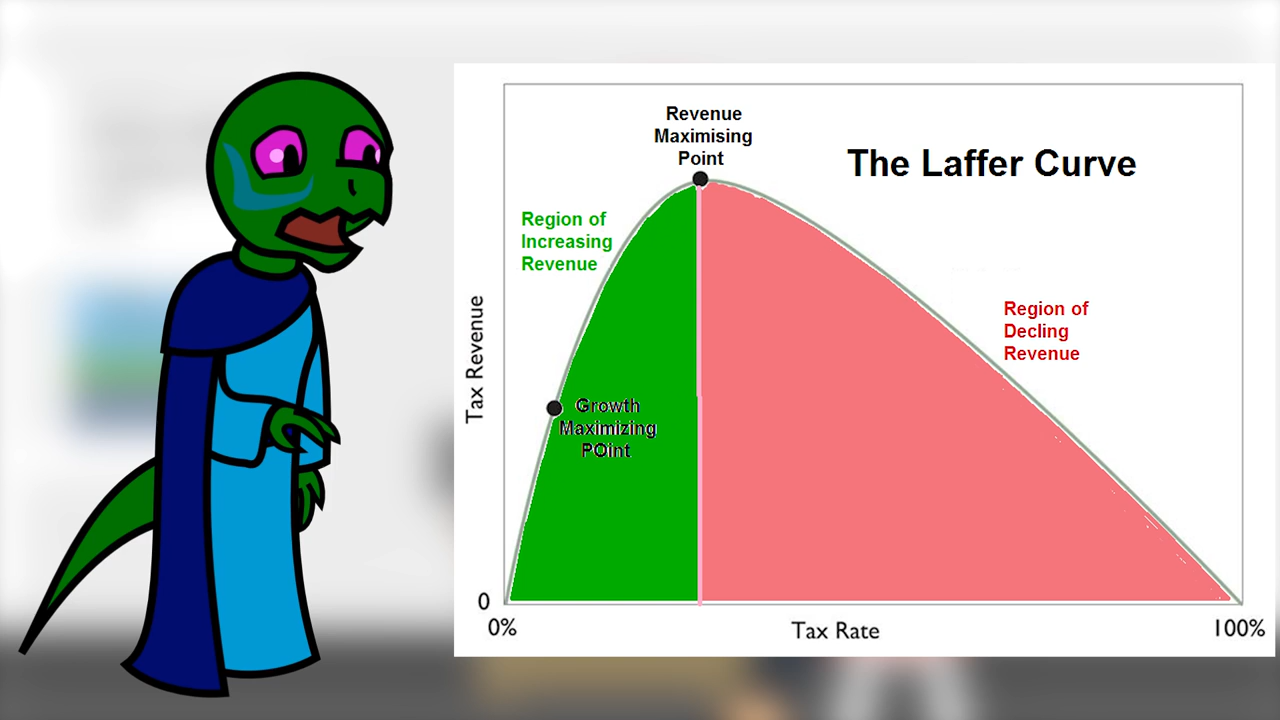 Revenue
Maximising
Point
The Laffer Curve
Region of
Increasing
Revenue
Region of
Decling
Revenue
Growth
Maximizing
POint
Tax Revenue
0
0%
Tax Rate
100%